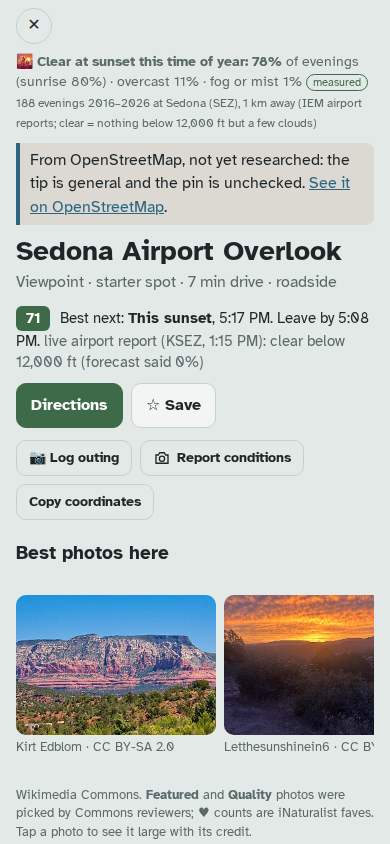 ✕
🌇 Clear at sunset this time of year: 78% of evenings
(sunrise 80%) · overcast 11% · fog or mist 1% measured
188 evenings 2016–2026 at Sedona (SEZ), 1 km away (IEM airport
reports; clear = nothing below 12,000 ft but a few clouds)
From OpenStreetMap, not yet researched: the
tip is general and the pin is unchecked. See it
on OpenStreetMap.
Sedona Airport Overlook
Viewpoint · starter spot · 7 min drive · roadside
71 Best next: This sunset, 5:17 PM. Leave by 5:08
PM. live airport report (KSEZ, 1:15 PM): clear below
12,000 ft (forecast said 0%)
Directions ☆ Save
📷 Log outing Report conditions
Copy coordinates
Best photos here
Kirt Edblom · CC BY-SA 2.0 Letthesunshinein6 · CC BY
Wikimedia Commons. Featured and Quality photos were
picked by Commons reviewers; ♥ counts are iNaturalist faves.
Tap a photo to see it large with its credit.